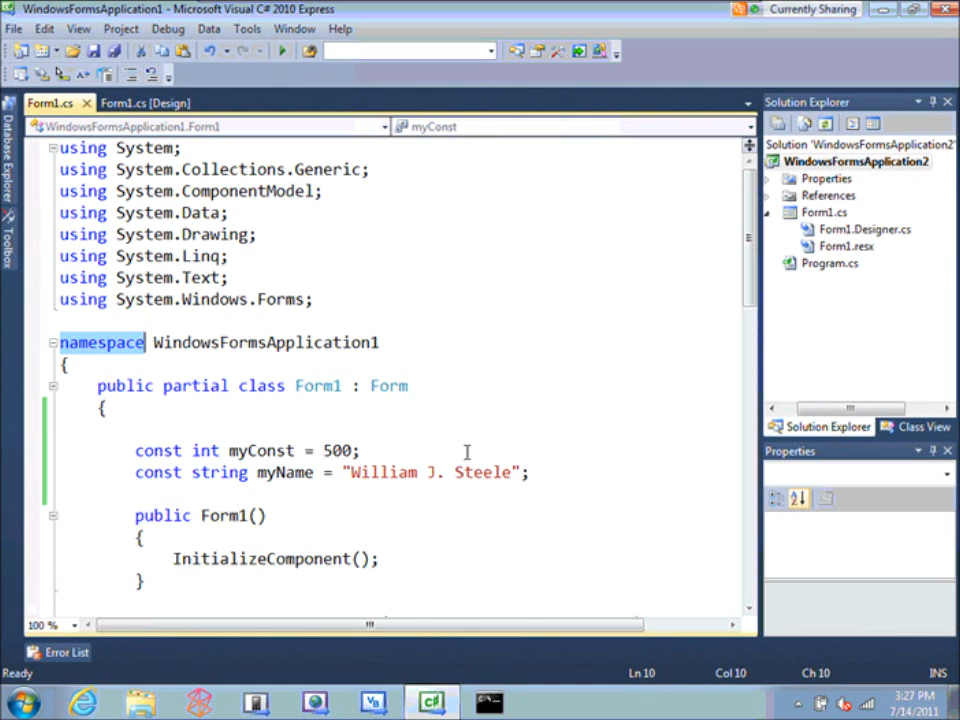 WindowsFormsApplication1 - Microsoft Visual C# 2010 Express
Currently Sharing
File Edit View Project Debug Data Tools Window Help
Form1.cs Form1.cs [Design]
WindowsFormsApplication1.Form1 myConst
Database Explorer
Toolbox
using System;
using System.Collections.Generic;
using System.ComponentModel;
using System.Data;
using System.Drawing;
using System.Linq;
using System.Text;
using System.Windows.Forms;
namespace WindowsFormsApplication1
{
public partial class Form1 : Form
{
const int myConst = 500;
const string myName = "William J. Steele";
public Form1()
{
InitializeComponent();
}
100 %
Solution Explorer
Solution 'WindowsFormsApplication2'
WindowsFormsApplication2
Properties
References
Form1.cs
Form1.Designer.cs
Form1.resx
Program.cs
Solution Explorer Class View
Properties
Error List
Ready Ln 10 Col 10 Ch 10 INS
3:27 PM
7/14/2011